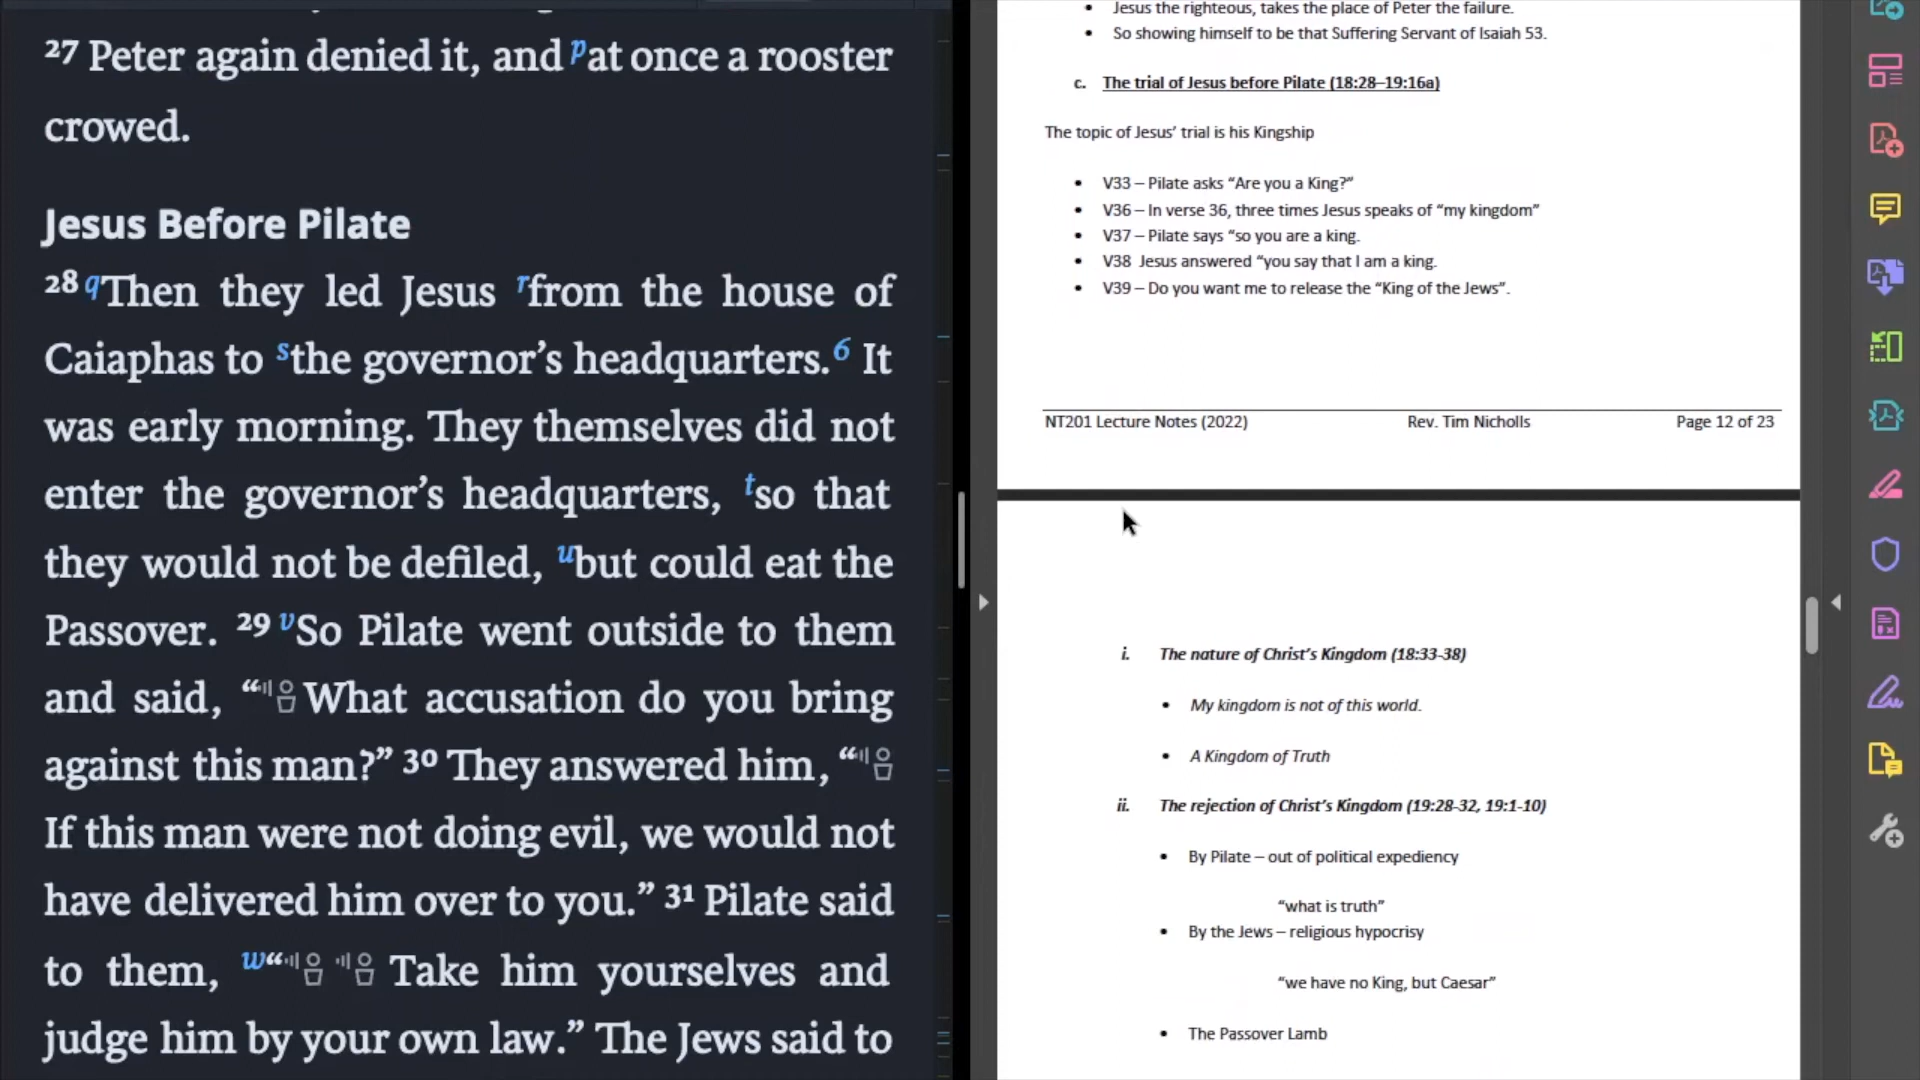 27 Peter again denied it, and pat once a rooster
crowed.
Jesus Before Pilate
28 qThen they led Jesus rfrom the house of
Caiaphas to sthe governor’s headquarters.6 It
was early morning. They themselves did not
enter the governor’s headquarters, tso that
they would not be defiled, ubut could eat the
Passover. 29 vSo Pilate went outside to them
and said, “What accusation do you bring
against this man?” 30 They answered him, “
If this man were not doing evil, we would not
have delivered him over to you.” 31 Pilate said
to them, w“ Take him yourselves and
judge him by your own law.” The Jews said to
• Jesus the righteous, takes the place of Peter the failure.
• So showing himself to be that Suffering Servant of Isaiah 53.
c. The trial of Jesus before Pilate (18:28–19:16a)
The topic of Jesus’ trial is his Kingship
• V33 – Pilate asks “Are you a King?”
• V36 – In verse 36, three times Jesus speaks of “my kingdom”
• V37 – Pilate says “so you are a king.
• V38 Jesus answered “you say that I am a king.
• V39 – Do you want me to release the “King of the Jews”.
NT201 Lecture Notes (2022) Rev. Tim Nicholls Page 12 of 23
i. The nature of Christ’s Kingdom (18:33-38)
• My kingdom is not of this world.
• A Kingdom of Truth
ii. The rejection of Christ’s Kingdom (19:28-32, 19:1-10)
• By Pilate – out of political expediency
“what is truth”
• By the Jews – religious hypocrisy
“we have no King, but Caesar”
• The Passover Lamb